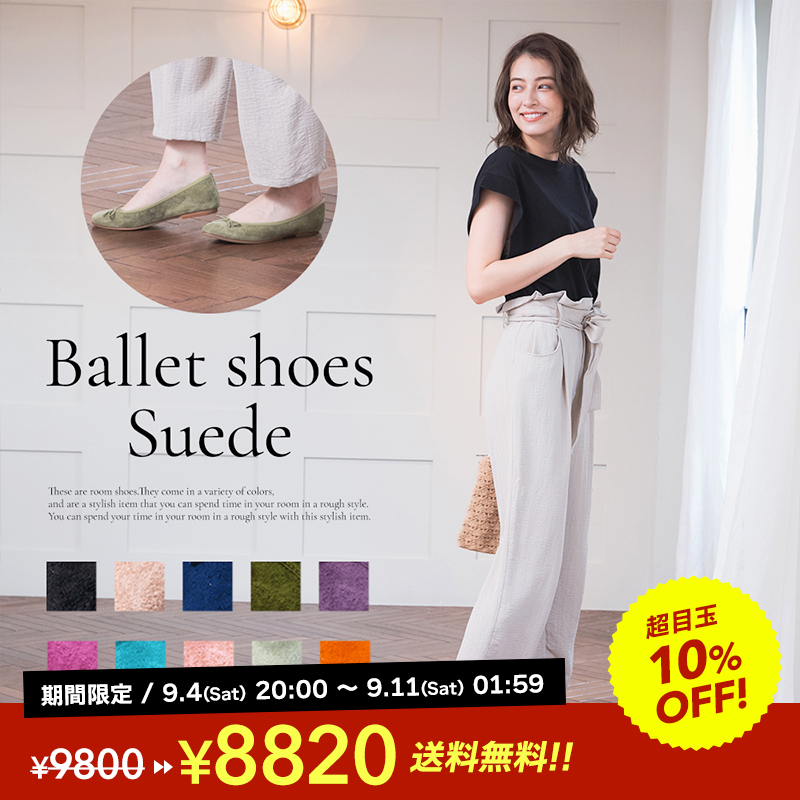 Ballet shoes
Suede
These are room shoes.They come in a variety of colors,
and are a stylish item that you can spend time in your room in a rough style.
You can spend your time in your room in a rough style with this stylish item.
超目玉
10%
OFF!
期間限定 / 9.4(Sat) 20:00 〜 9.11(Sat) 01:59
¥9800 ▸▸ ¥8820 送料無料!!